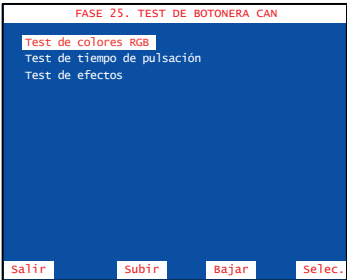 FASE 25. TEST DE BOTONERA CAN
Test de colores RGB
Test de tiempo de pulsación
Test de efectos
Salir Subir Bajar Selec.